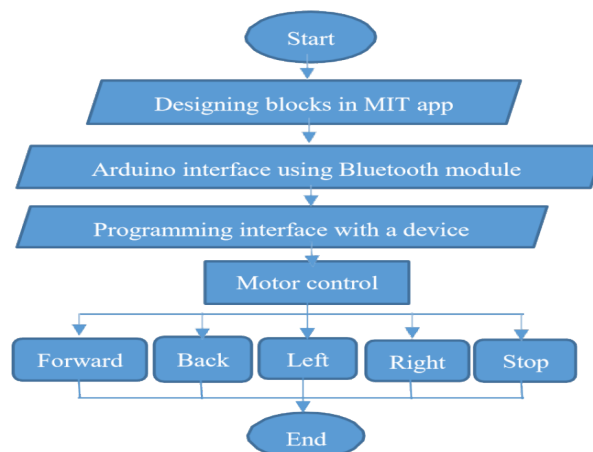 Start
Designing blocks in MIT app
Arduino interface using Bluetooth module
Programming interface with a device
Motor control
Forward
Back
Left
Right
Stop
End